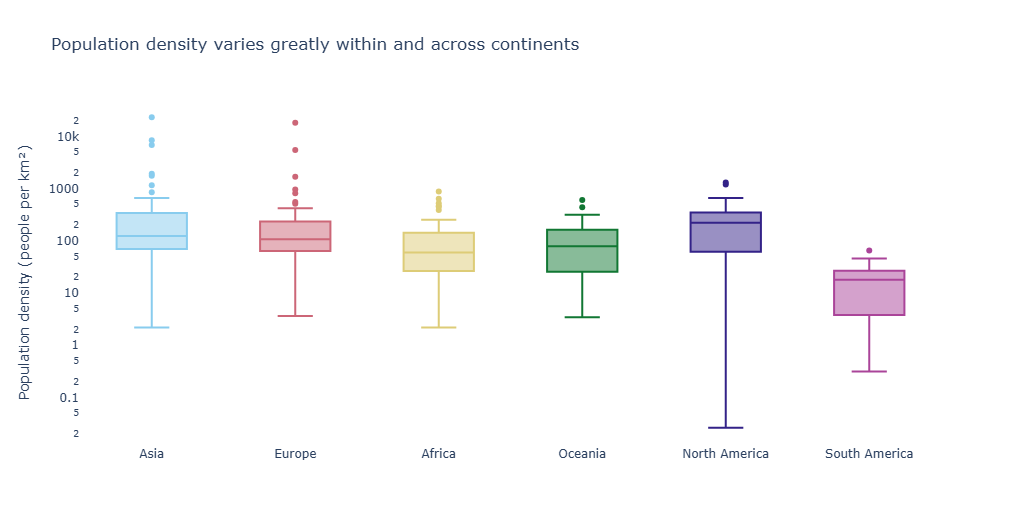 Population density varies greatly within and across continents
Population density (people per km²)
2
10k
5
2
1000
5
2
100
5
2
10
5
2
1
5
2
0.1
5
2
Asia
Europe
Africa
Oceania
North America
South America